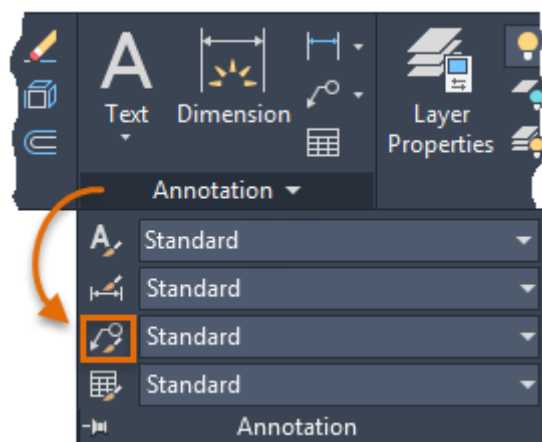 Text
Dimension
Layer
Properties
Annotation
Standard
Standard
Standard
Standard
Annotation